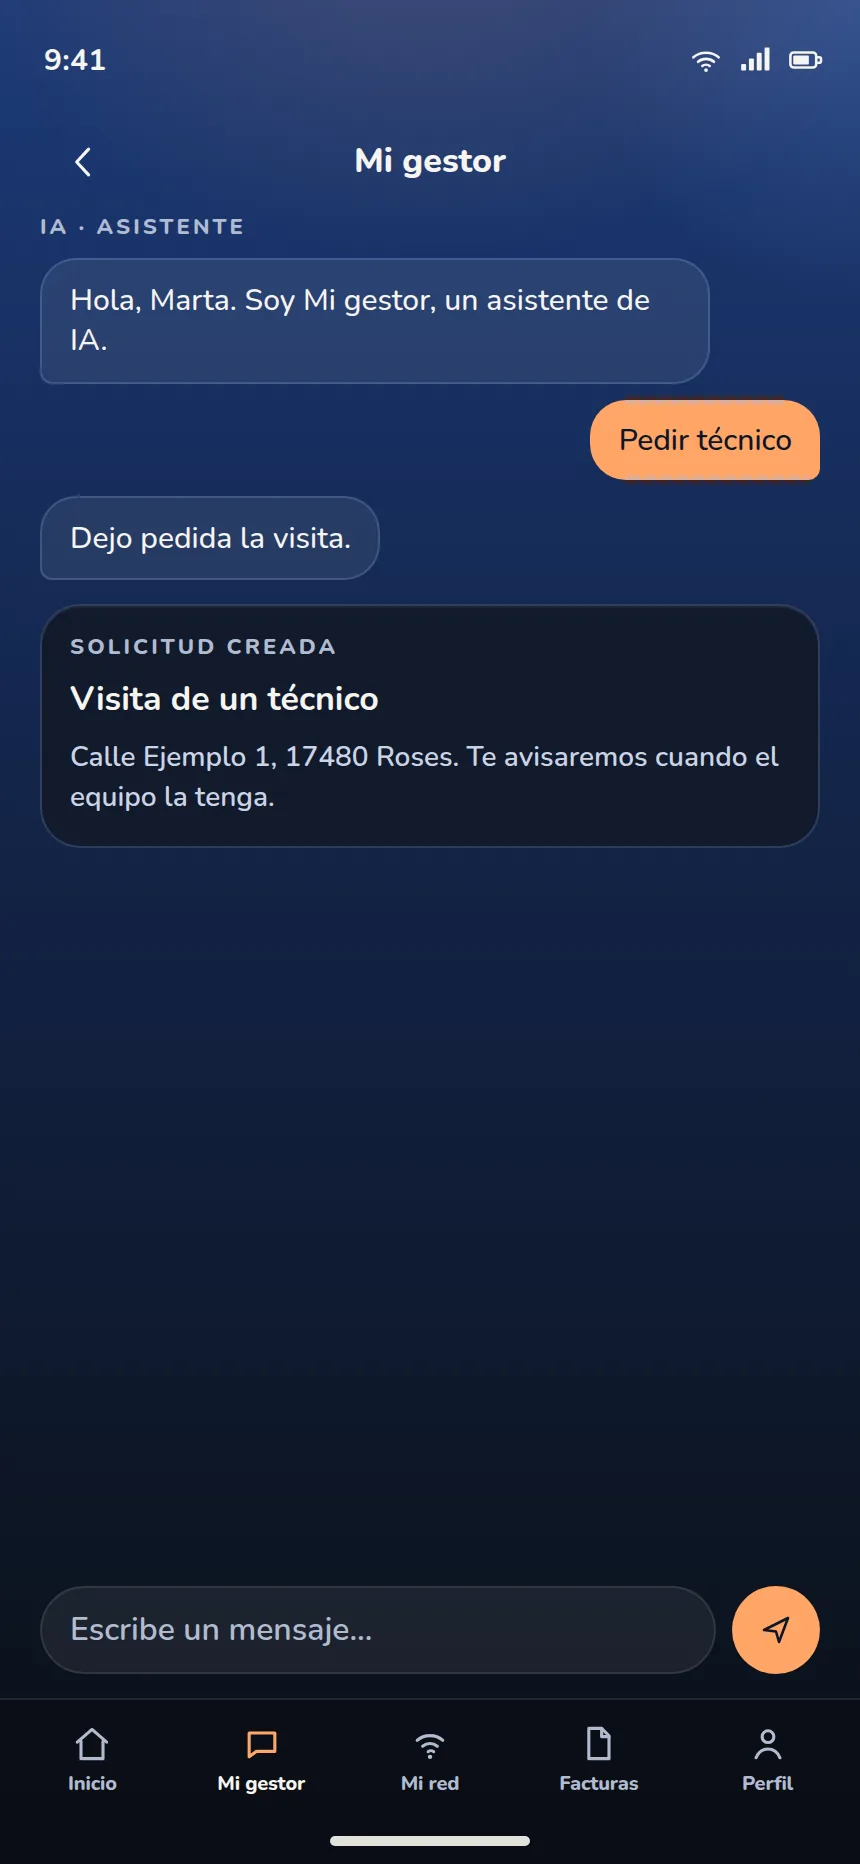 9:41
Mi gestor
IA · ASISTENTE
Hola, Marta. Soy Mi gestor, un asistente de
IA.
Pedir técnico
Dejo pedida la visita.
SOLICITUD CREADA
Visita de un técnico
Calle Ejemplo 1, 17480 Roses. Te avisaremos cuando el
equipo la tenga.
Escribe un mensaje...
Inicio
Mi gestor
Mi red
Facturas
Perfil